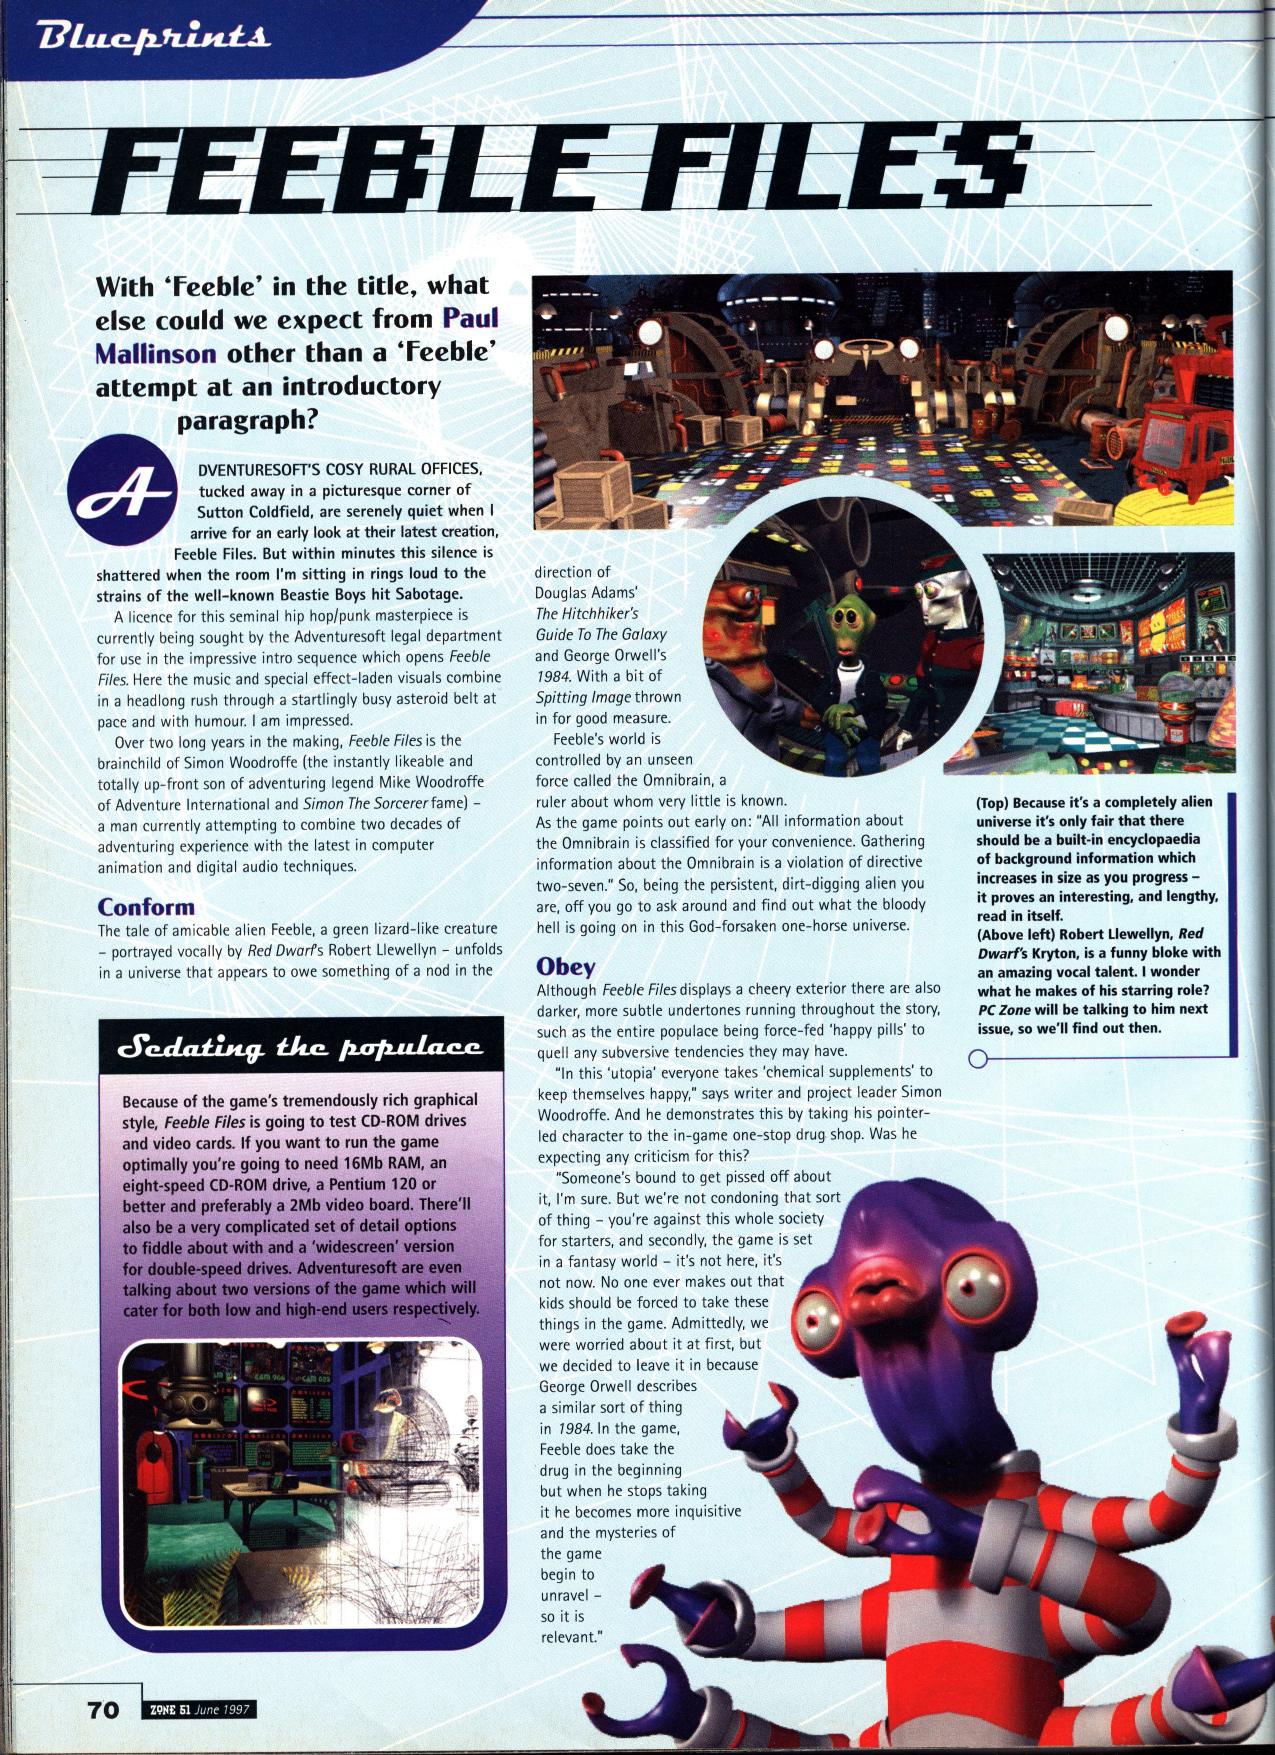 Blueprints
FEEBLE FILES
With ‘Feeble’ in the title, what
else could we expect from Paul
Mallinson other than a ‘Feeble’
attempt at an introductory
paragraph?
ADVENTURESOFT'S COSY RURAL OFFICES,
tucked away in a picturesque corner of
Sutton Coldfield, are serenely quiet when I
arrive for an early look at their latest creation,
Feeble Files. But within minutes this silence is
shattered when the room I'm sitting in rings loud to the
strains of the well-known Beastie Boys hit Sabotage.
A licence for this seminal hip hop/punk masterpiece is
currently being sought by the Adventuresoft legal department
for use in the impressive intro sequence which opens Feeble
Files. Here the music and special effect-laden visuals combine
in a headlong rush through a startlingly busy asteroid belt at
pace and with humour. I am impressed.
Over two long years in the making, Feeble Files is the
brainchild of Simon Woodroffe (the instantly likeable and
totally up-front son of adventuring legend Mike Woodroffe
of Adventure International and Simon The Sorcerer fame) –
a man currently attempting to combine two decades of
adventuring experience with the latest in computer
animation and digital audio techniques.
Conform
The tale of amicable alien Feeble, a green lizard-like creature
– portrayed vocally by Red Dwarf's Robert Llewellyn – unfolds
in a universe that appears to owe something of a nod in the
Sedating the populace
Because of the game's tremendously rich graphical
style, Feeble Files is going to test CD-ROM drives
and video cards. If you want to run the game
optimally you're going to need 16Mb RAM, an
eight-speed CD-ROM drive, a Pentium 120 or
better and preferably a 2Mb video board. There'll
also be a very complicated set of detail options
to fiddle about with and a ‘widescreen’ version
for double-speed drives. Adventuresoft are even
talking about two versions of the game which will
cater for both low and high-end users respectively.
direction of
Douglas Adams'
The Hitchhiker's
Guide To The Galaxy
and George Orwell's
1984. With a bit of
Spitting Image thrown
in for good measure.
Feeble's world is
controlled by an unseen
force called the Omnibrain, a
ruler about whom very little is known.
As the game points out early on: “All information about
the Omnibrain is classified for your convenience. Gathering
information about the Omnibrain is a violation of directive
two-seven.” So, being the persistent, dirt-digging alien you
are, off you go to ask around and find out what the bloody
hell is going on in this God-forsaken one-horse universe.
Obey
Although Feeble Files displays a cheery exterior there are also
darker, more subtle undertones running throughout the story,
such as the entire populace being force-fed ‘happy pills’ to
quell any subversive tendencies they may have.
“In this ‘utopia’ everyone takes ‘chemical supplements’ to
keep themselves happy,” says writer and project leader Simon
Woodroffe. And he demonstrates this by taking his pointer-
led character to the in-game one-stop drug shop. Was he
expecting any criticism for this?
“Someone's bound to get pissed off about
it, I'm sure. But we're not condoning that sort
of thing – you're against this whole society
for starters, and secondly, the game is set
in a fantasy world – it's not here, it's
not now. No one ever makes out that
kids should be forced to take these
things in the game. Admittedly, we
were worried about it at first, but
we decided to leave it in because
George Orwell describes
a similar sort of thing
in 1984. In the game,
Feeble does take the
drug in the beginning
but when he stops taking
it he becomes more inquisitive
and the mysteries of
the game
begin to
unravel –
so it is
relevant.”
(Top) Because it's a completely alien
universe it's only fair that there
should be a built-in encyclopaedia
of background information which
increases in size as you progress –
it proves an interesting, and lengthy,
read in itself.
(Above left) Robert Llewellyn, Red
Dwarf's Kryton, is a funny bloke with
an amazing vocal talent. I wonder
what he makes of his starring role?
PC Zone will be talking to him next
issue, so we'll find out then.
70
ZONE 51 June 1997